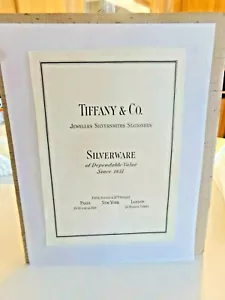 TIFFANY & CO.
JEWELERS SILVERSMITHS STATIONERS
SILVERWARE
of Dependable Value
Since 1837
PARIS NEW YORK LONDON